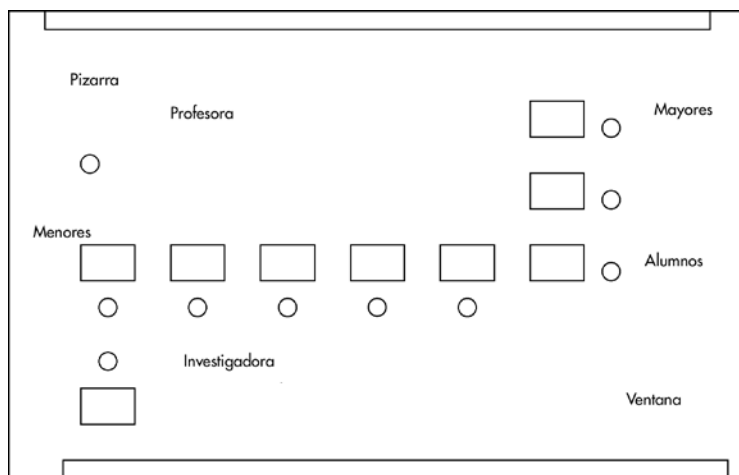 Pizarra
Profesora
Mayores
Menores
Alumnos
Investigadora
Ventana